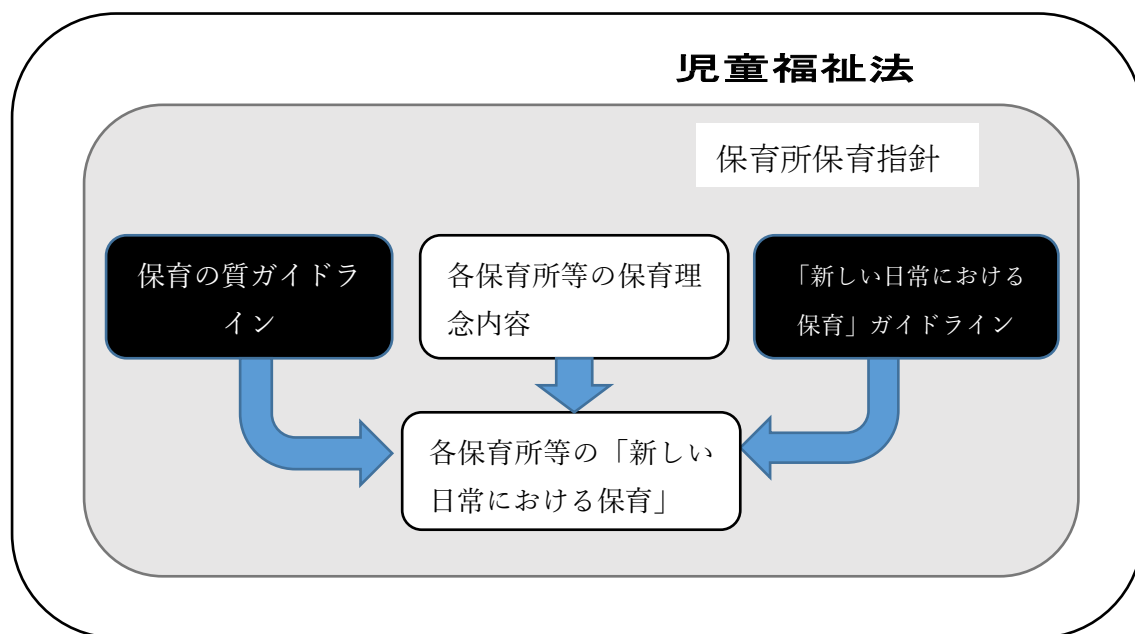 児童福祉法
保育所保育指針
保育の質ガイドラ
イン
各保育所等の保育理
念内容
「新しい日常における
保育」ガイドライン
各保育所等の「新しい
日常における保育」